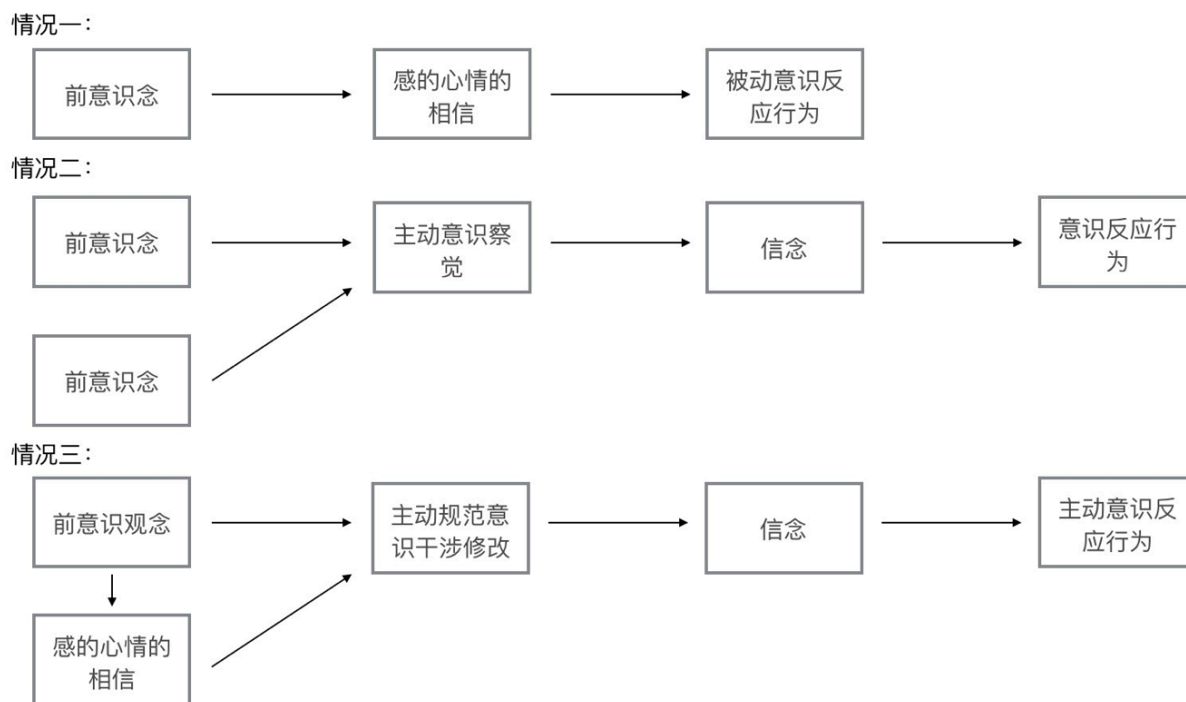 情况一：
前意识念
感的心情的
相信
被动意识反
应行为
情况二：
前意识念
主动意识察
觉
信念
意识反应行
为
前意识念
情况三：
前意识观念
主动规范意
识干涉修改
信念
主动意识反
应行为
感的心情的
相信